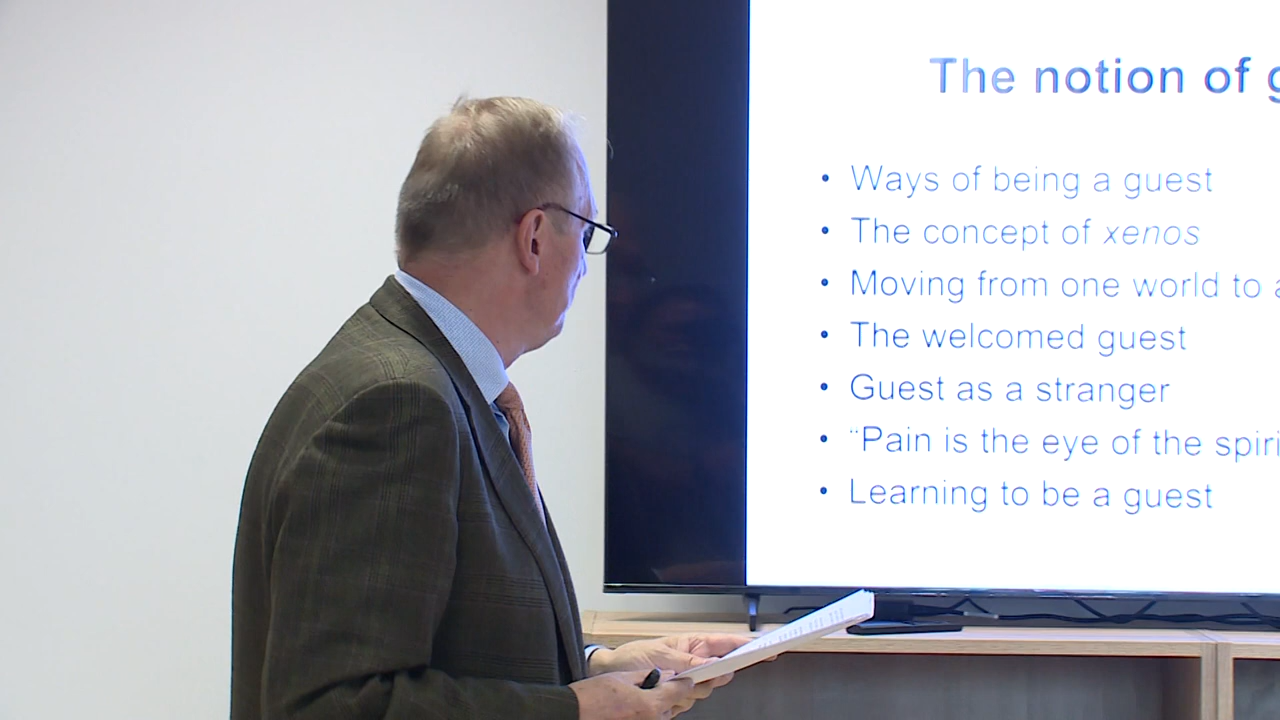 The notion of g
• Ways of being a guest
• The concept of xenos
• Moving from one world to a
• The welcomed guest
• Guest as a stranger
• ¨Pain is the eye of the spiri
• Learning to be a guest